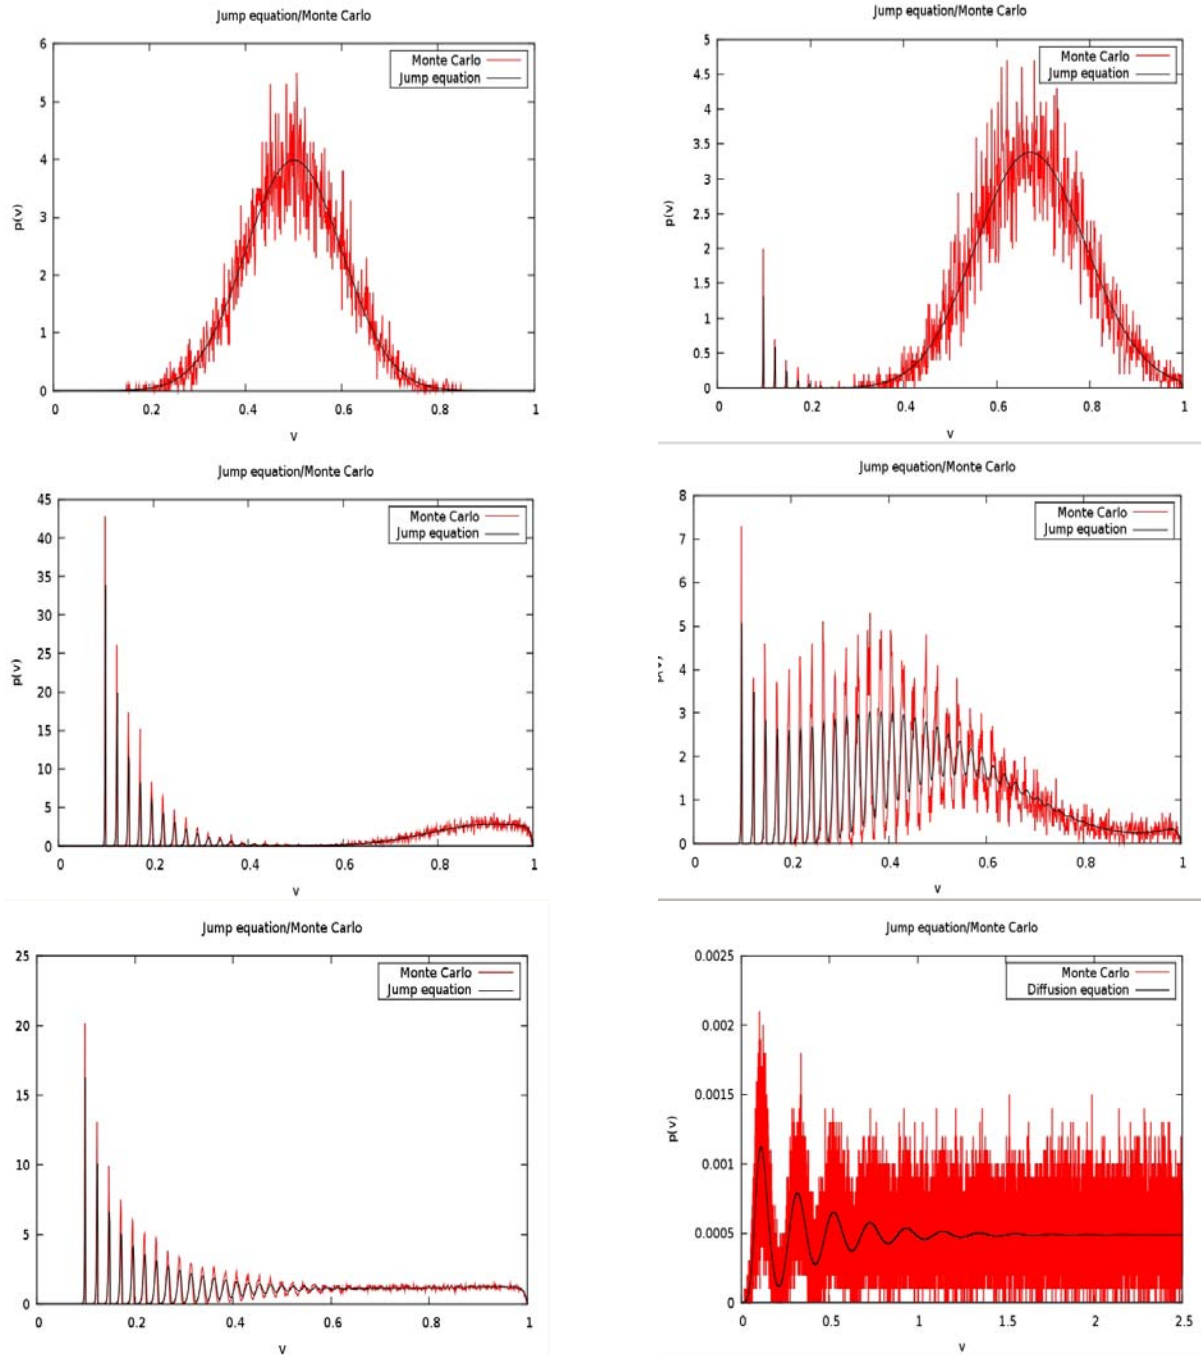 Jump equation/Monte Carlo
6
5
4
3
2
1
0
Monte Carlo
Jump equation
p(v)
0 0.2 0.4 0.6 0.8 1
v
Jump equation/Monte Carlo
5
4.5
4
3.5
3
2.5
2
1.5
1
0.5
0
Monte Carlo
Jump equation
p(v)
0 0.2 0.4 0.6 0.8 1
v
Jump equation/Monte Carlo
45
40
35
30
25
20
15
10
5
0
Monte Carlo
Jump equation
p(v)
0 0.2 0.4 0.6 0.8 1
v
Jump equation/Monte Carlo
8
7
6
5
4
3
2
1
0
Monte Carlo
Jump equation
p(v)
0 0.2 0.4 0.6 0.8 1
v
Jump equation/Monte Carlo
25
20
15
10
5
0
Monte Carlo
Jump equation
0 0.2 0.4 0.6 0.8 1
v
Jump equation/Monte Carlo
0.0025
0.002
0.0015
0.001
0.0005
0
Monte Carlo
Diffusion equation
p(v)
0 0.5 1 1.5 2 2.5
v